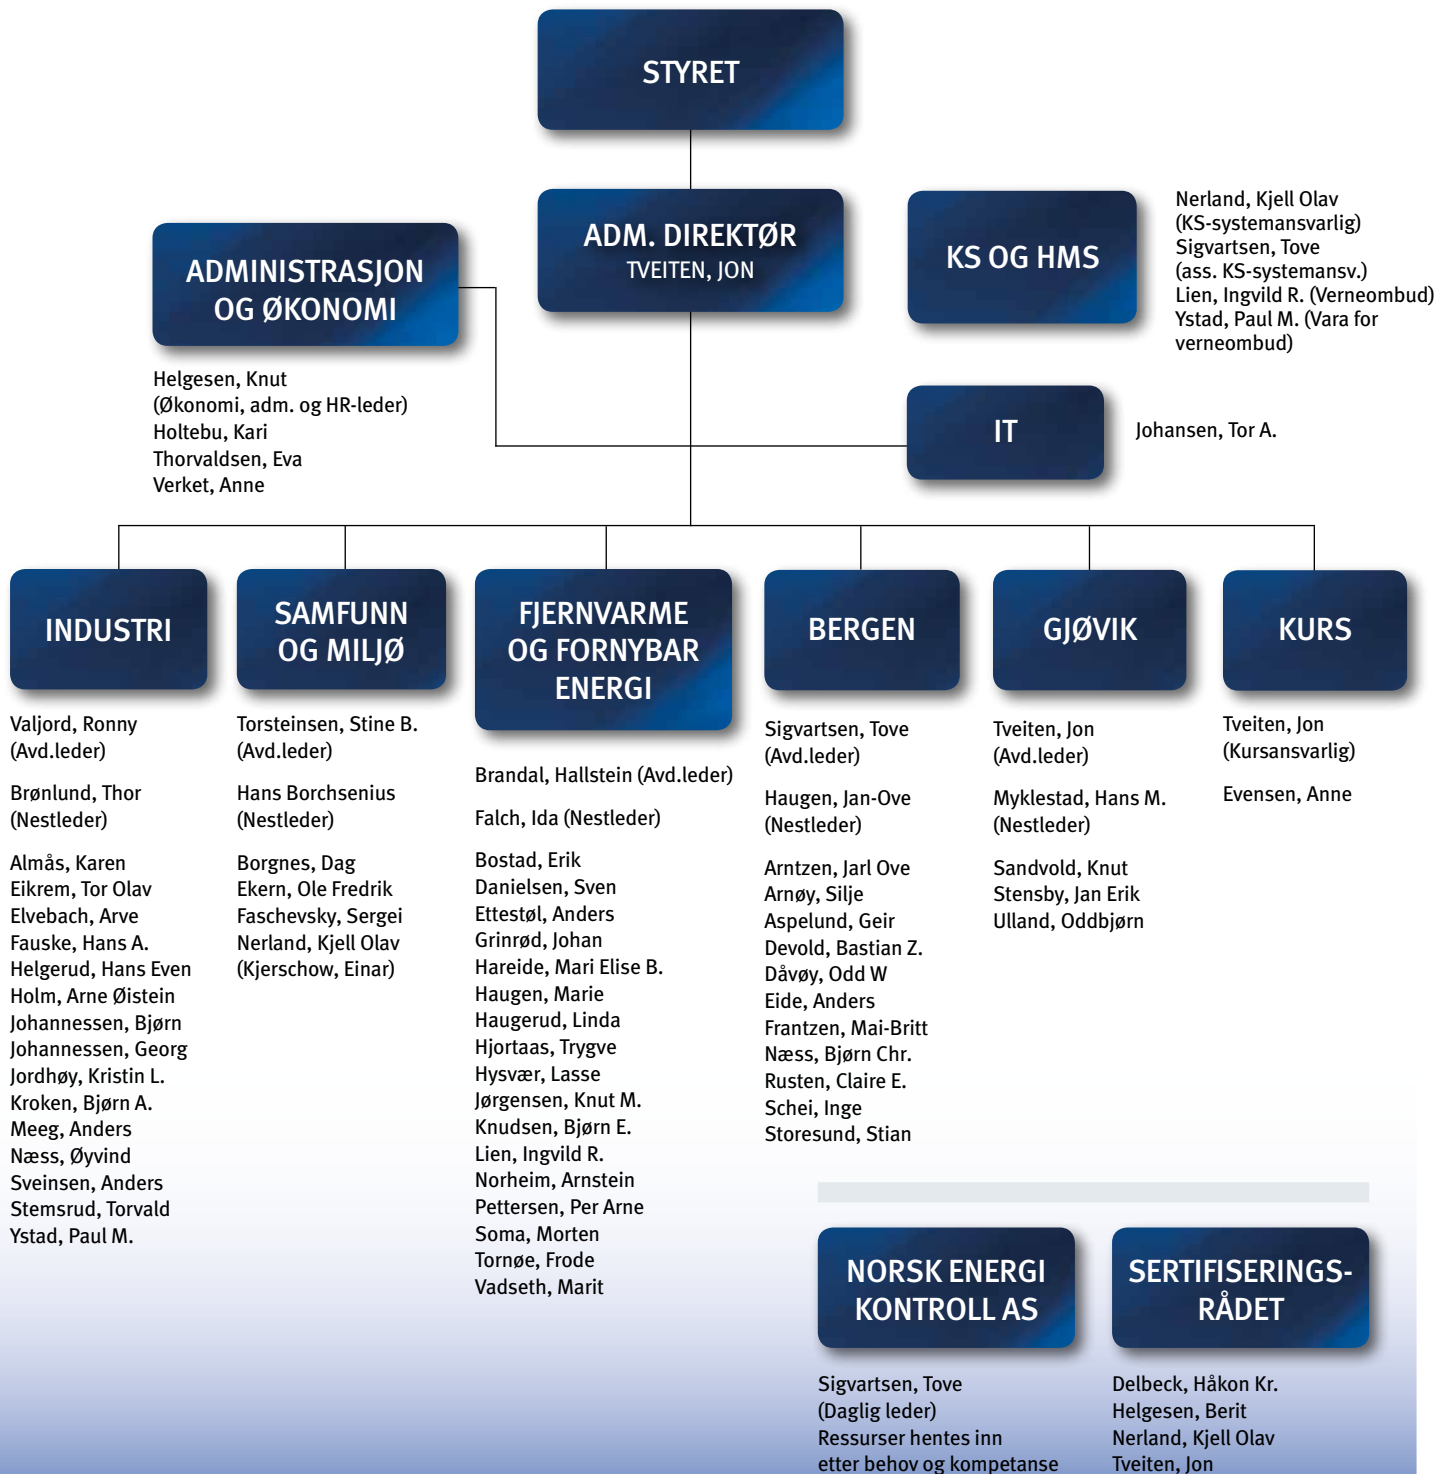 STYRET
ADM. DIREKTØR
TVEITEN, JON
ADMINISTRASJON
OG ØKONOMI
Helgesen, Knut
(Økonomi, adm. og HR-leder)
Holtebu, Kari
Thorvaldsen, Eva
Verket, Anne
KS OG HMS
Nerland, Kjell Olav
(KS-systemansvarlig)
Sigvartsen, Tove
(ass. KS-systemansv.)
Lien, Ingvild R. (Verneombud)
Ystad, Paul M. (Vara for
verneombud)
IT
Johansen, Tor A.
INDUSTRI
Valjord, Ronny
(Avd.leder)
Brønlund, Thor
(Nestleder)
Almås, Karen
Eikrem, Tor Olav
Elvebach, Arve
Fauske, Hans A.
Helgerud, Hans Even
Holm, Arne Øistein
Johannessen, Bjørn
Johannessen, Georg
Jordhøy, Kristin L.
Kroken, Bjørn A.
Meeg, Anders
Næss, Øyvind
Sveinsen, Anders
Stemsrud, Torvald
Ystad, Paul M.
SAMFUNN
OG MILJØ
Torsteinsen, Stine B.
(Avd.leder)
Hans Borchsenius
(Nestleder)
Borgnes, Dag
Ekern, Ole Fredrik
Faschevsky, Sergei
Nerland, Kjell Olav
(Kjerschow, Einar)
FJERNVARME
OG FORNYBAR
ENERGI
Brandal, Hallstein (Avd.leder)
Falch, Ida (Nestleder)
Bostad, Erik
Danielsen, Sven
Ettestøl, Anders
Grinrød, Johan
Hareide, Mari Elise B.
Haugen, Marie
Haugerud, Linda
Hjortaas, Trygve
Hysvær, Lasse
Jørgensen, Knut M.
Knudsen, Bjørn E.
Lien, Ingvild R.
Norheim, Arnstein
Pettersen, Per Arne
Soma, Morten
Tornøe, Frode
Vadseth, Marit
BERGEN
Sigvartsen, Tove
(Avd.leder)
Haugen, Jan-Ove
(Nestleder)
Arntzen, Jarl Ove
Arnøy, Silje
Aspelund, Geir
Devold, Bastian Z.
Dåvøy, Odd W
Eide, Anders
Frantzen, Mai-Britt
Næss, Bjørn Chr.
Rusten, Claire E.
Schei, Inge
Storesund, Stian
GJØVIK
Tveiten, Jon
(Avd.leder)
Myklestad, Hans M.
(Nestleder)
Sandvold, Knut
Stensby, Jan Erik
Ulland, Oddbjørn
KURS
Tveiten, Jon
(Kursansvarlig)
Evensen, Anne
NORSK ENERGI
KONTROLL AS
Sigvartsen, Tove
(Daglig leder)
Ressurser hentes inn
etter behov og kompetanse
SERTIFISERINGS-
RÅDET
Delbeck, Håkon Kr.
Helgesen, Berit
Nerland, Kjell Olav
Tveiten, Jon